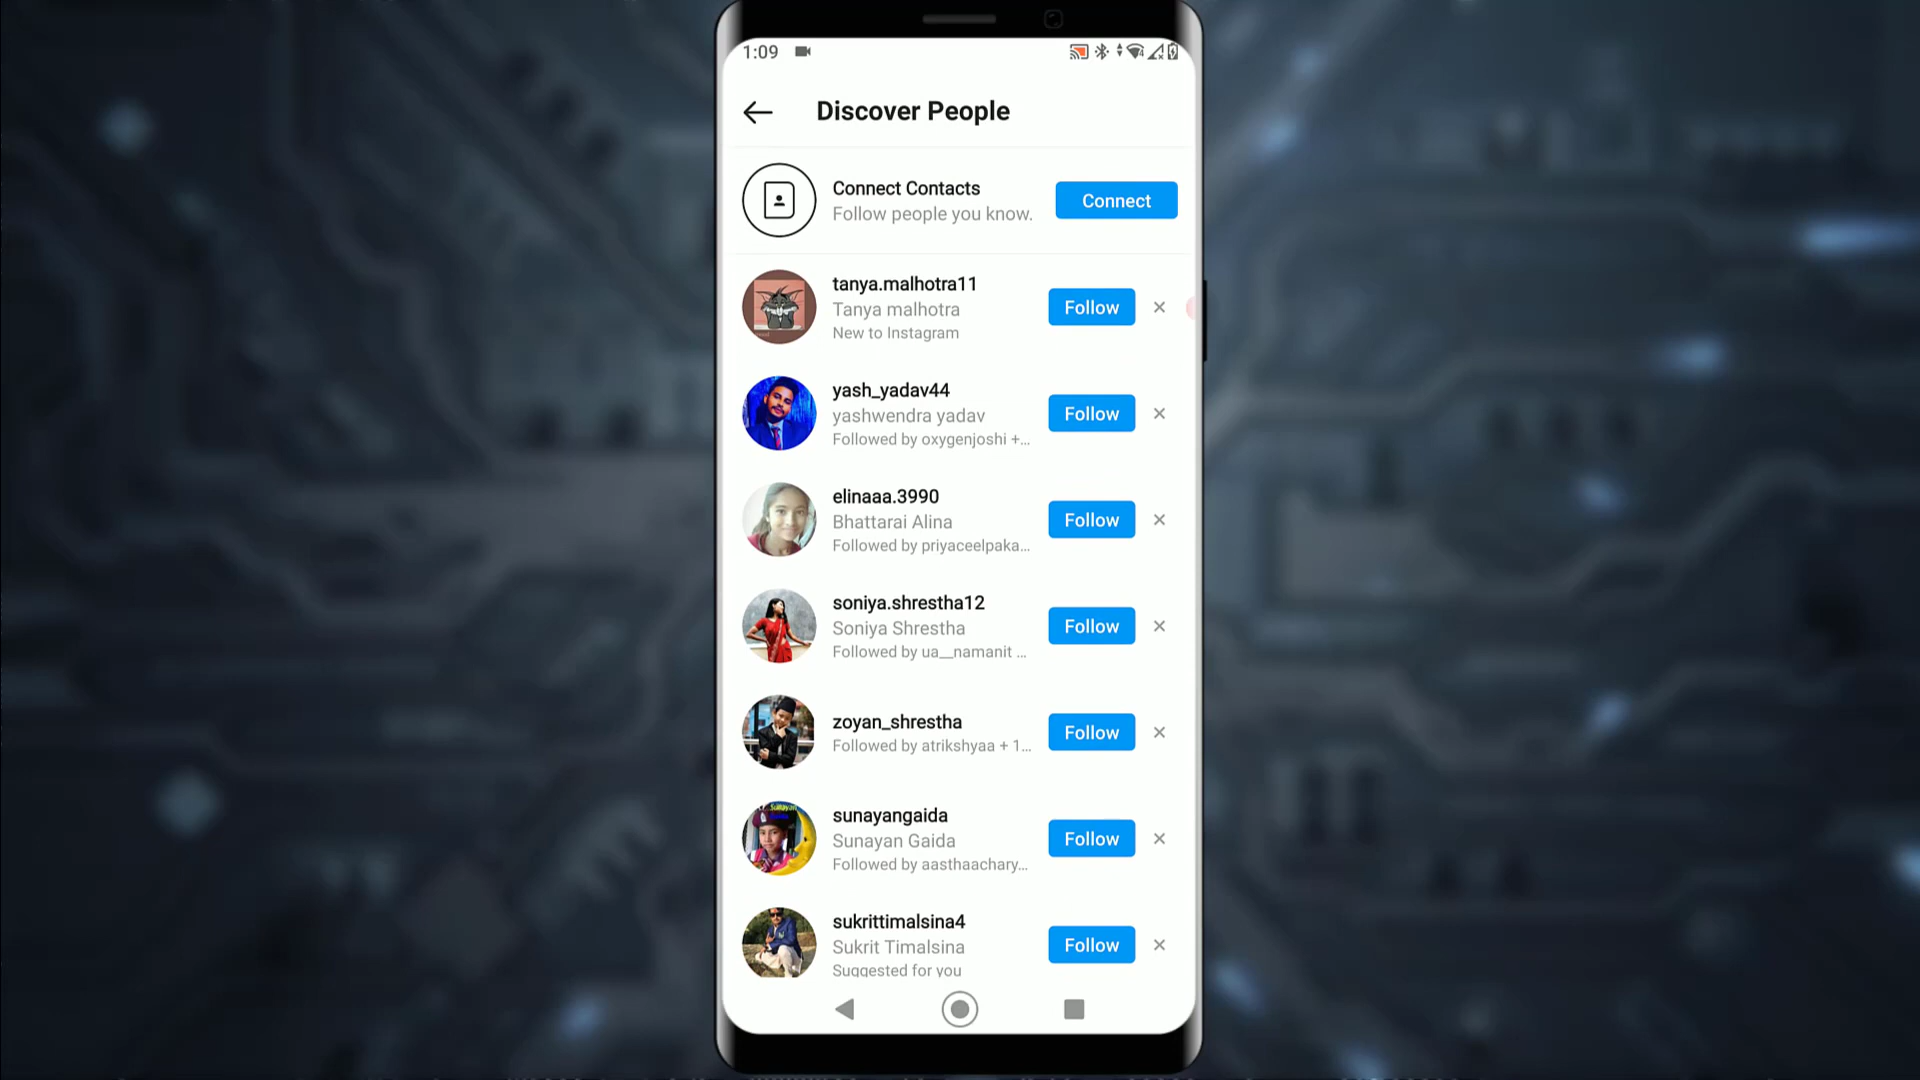 1:09
Discover People
Connect Contacts
Follow people you know.
Connect
tanya.malhotra11
Tanya malhotra
New to Instagram
Follow
yash_yadav44
yashwendra yadav
Followed by oxygenjoshi +...
Follow
elinaaa.3990
Bhattarai Alina
Followed by priyaceelpaka...
Follow
soniya.shrestha12
Soniya Shrestha
Followed by ua__namanit ...
Follow
zoyan_shrestha
Followed by atrikshyaa + 1...
Follow
sunayangaida
Sunayan Gaida
Followed by aasthaachary...
Follow
sukrittimalsina4
Sukrit Timalsina
Suggested for you
Follow